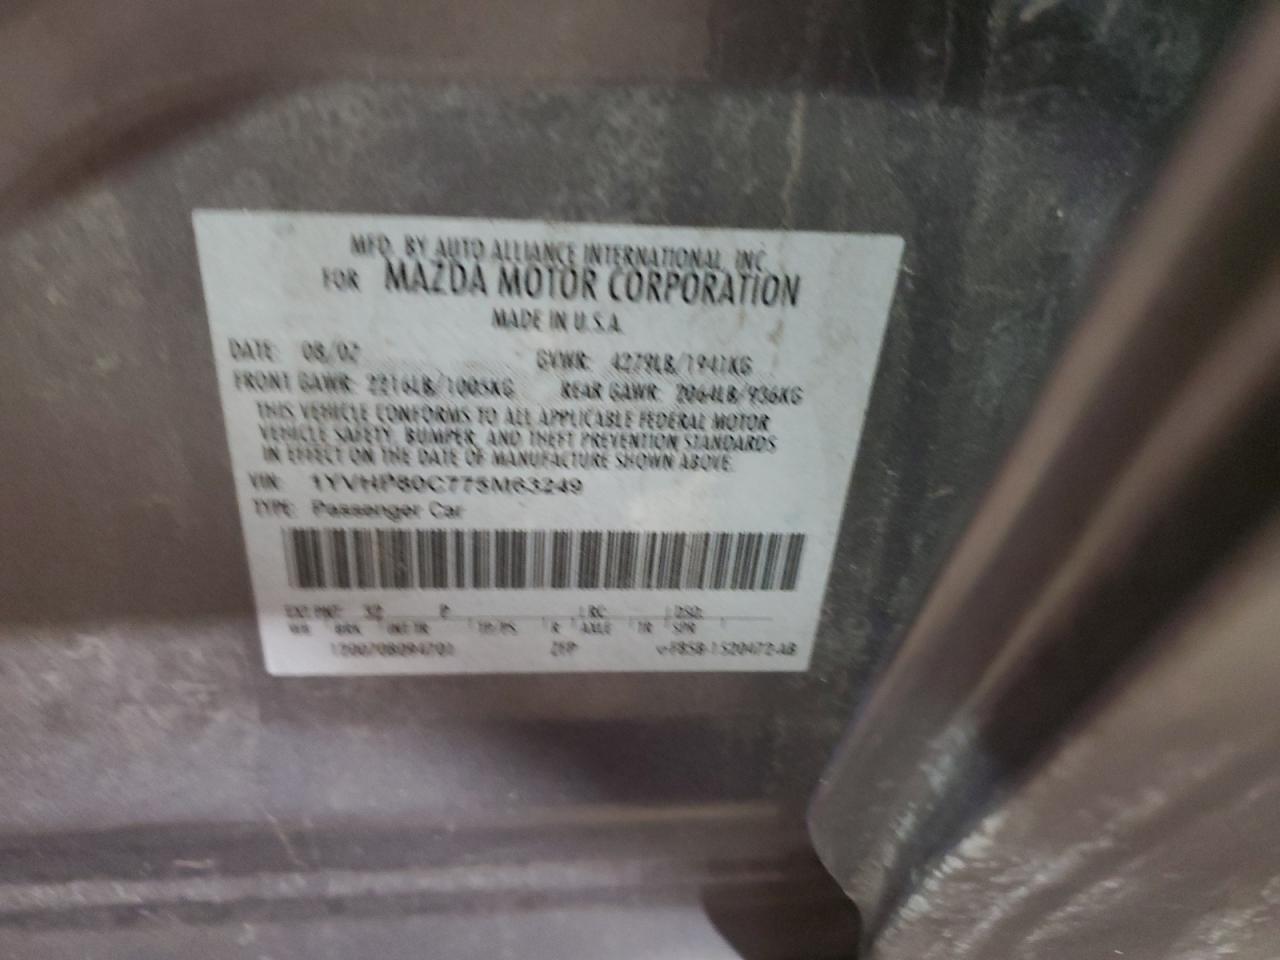 MFD. BY AUTO ALLIANCE INTERNATIONAL, INC
FOR MAZDA MOTOR CORPORATION
MADE IN U.S.A.
DATE: GVWR: 4279LB/1941KG
FRONT GAWR: 2216LB/1005KG REAR GAWR: 2064LB/936KG
THIS VEHICLE CONFORMS TO ALL APPLICABLE FEDERAL MOTOR
VEHICLE SAFETY, BUMPER, AND THEFT PREVENTION STANDARDS
IN EFFECT ON THE DATE OF MANUFACTURE SHOWN ABOVE.
VIN: 1YVHP80C775M63249
TYPE: Passenger Car